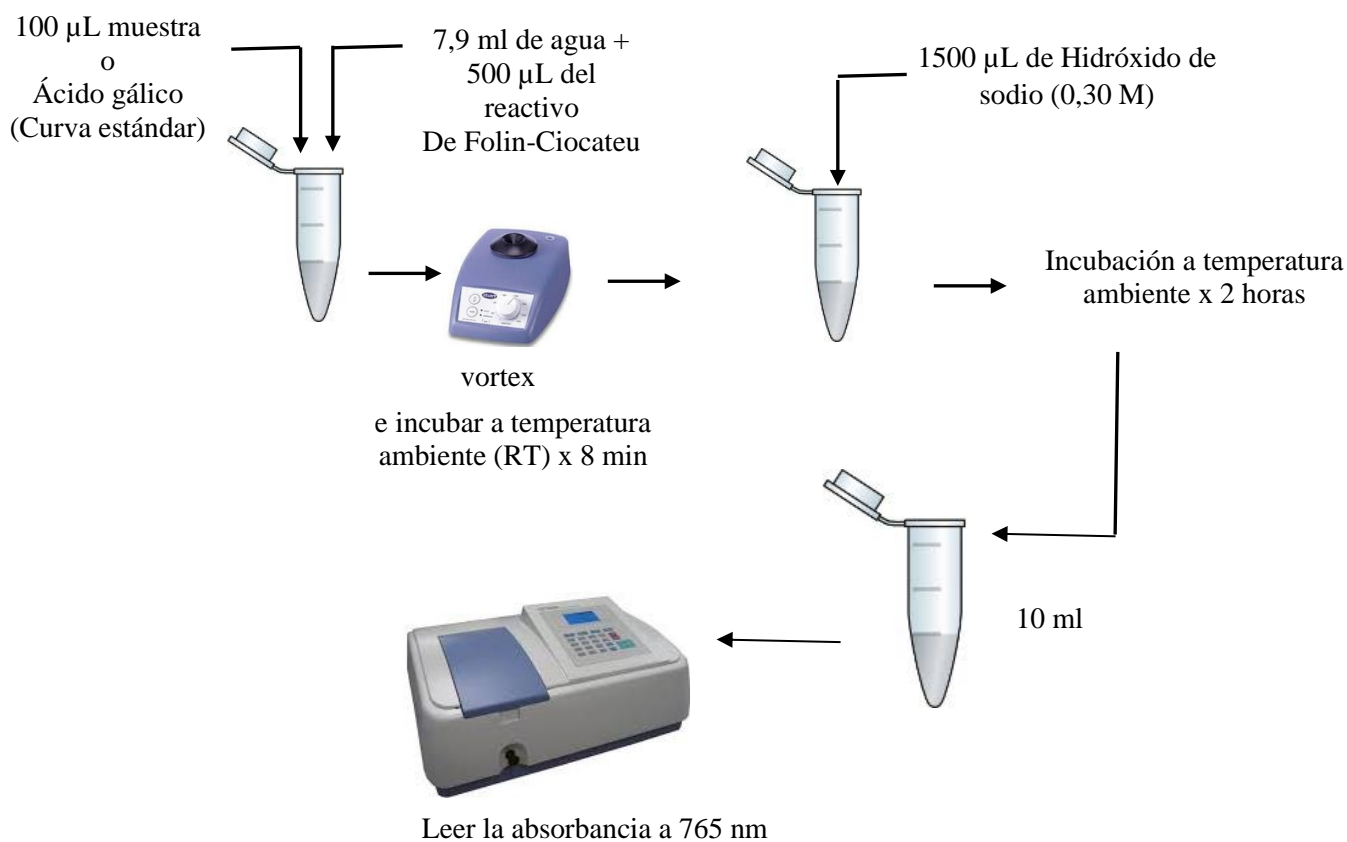 100 µL muestra
o
Ácido gálico
(Curva estándar)
7,9 ml de agua +
500 µL del
reactivo
De Folin-Ciocateu
1500 µL de Hidróxido de
sodio (0,30 M)
vortex
e incubar a temperatura
ambiente (RT) x 8 min
Incubación a temperatura
ambiente x 2 horas
10 ml
Leer la absorbancia a 765 nm